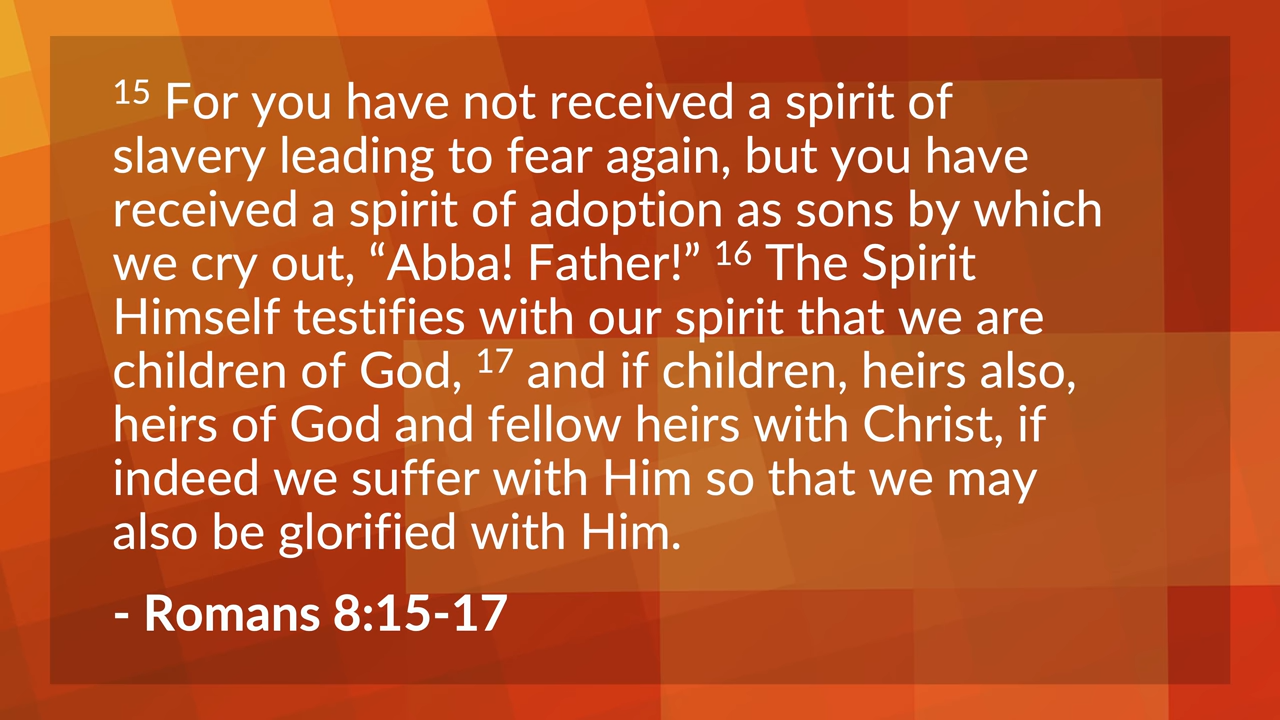 15 For you have not received a spirit of
slavery leading to fear again, but you have
received a spirit of adoption as sons by which
we cry out, “Abba! Father!” 16 The Spirit
Himself testifies with our spirit that we are
children of God, 17 and if children, heirs also,
heirs of God and fellow heirs with Christ, if
indeed we suffer with Him so that we may
also be glorified with Him.
- Romans 8:15-17